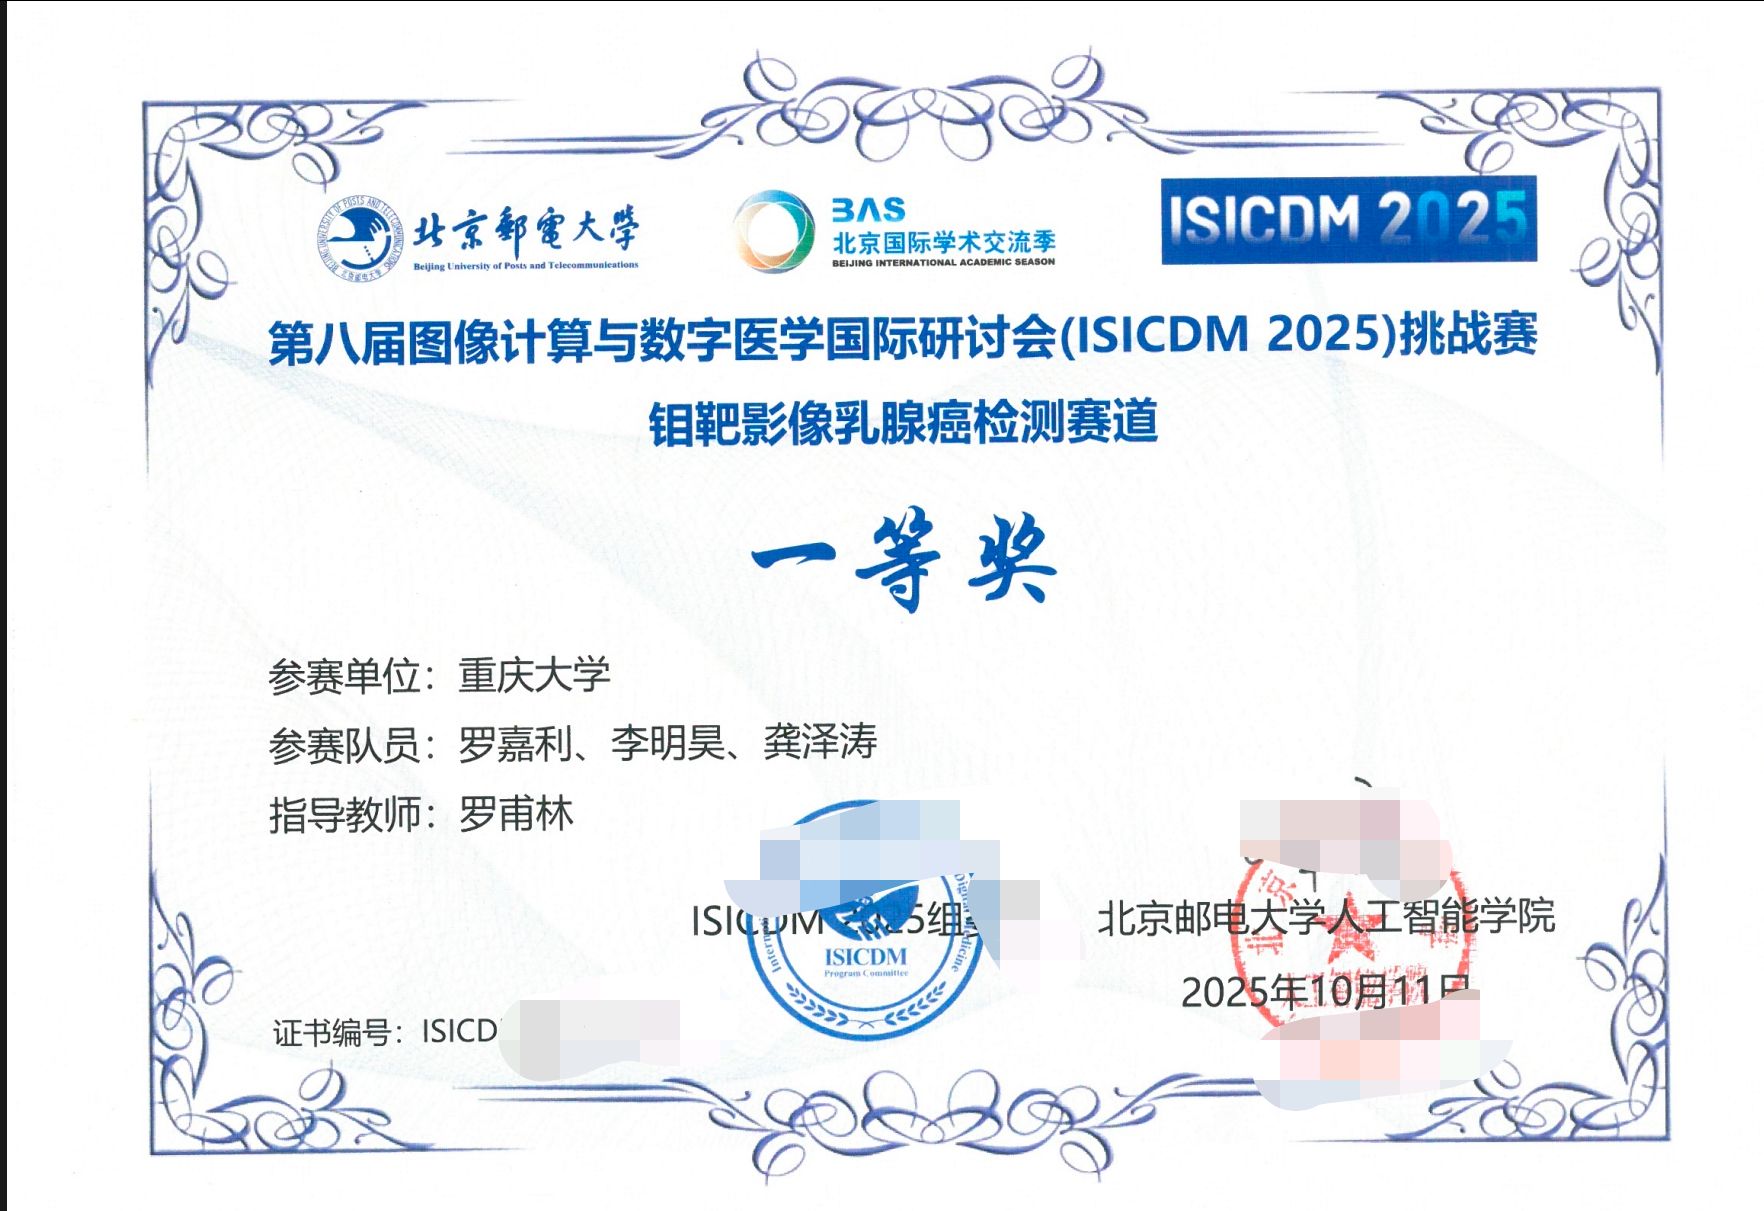 北京郵電大學
Beijing University of Posts and Telecommunications
BAS
北京国际学术交流季
BEIJING INTERNATIONAL ACADEMIC SEASON
ISICDM 2025
第八届图像计算与数字医学国际研讨会(ISICDM 2025)挑战赛
钼靶影像乳腺癌检测赛道
一等奖
参赛单位：重庆大学
参赛队员：罗嘉利、李明昊、龚泽涛
指导教师：罗甫林
ISICDM 2025组
北京邮电大学人工智能学院
ISICDM
Program Committee
2025年10月11日
证书编号：ISICD